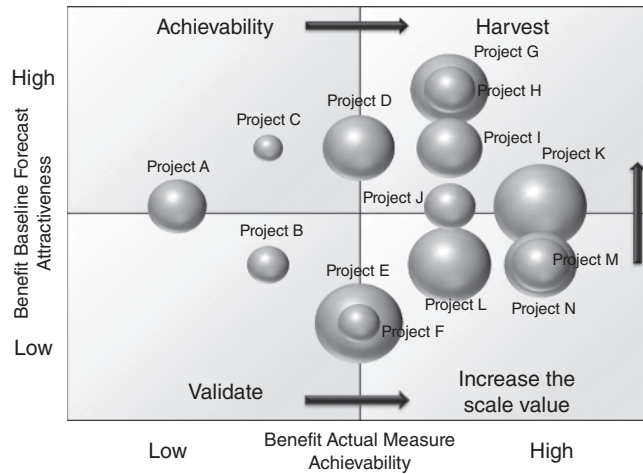 Achievability
Harvest
Project G
High
Project H
Project D
Project C
Project I
Project A
Project K
Benefit Baseline Forecast
Attractiveness
Project J
Project B
Project E
Project M
Project L
Project N
Project F
Low
Validate
Increase the
scale value
Low
Benefit Actual Measure
Achievability
High